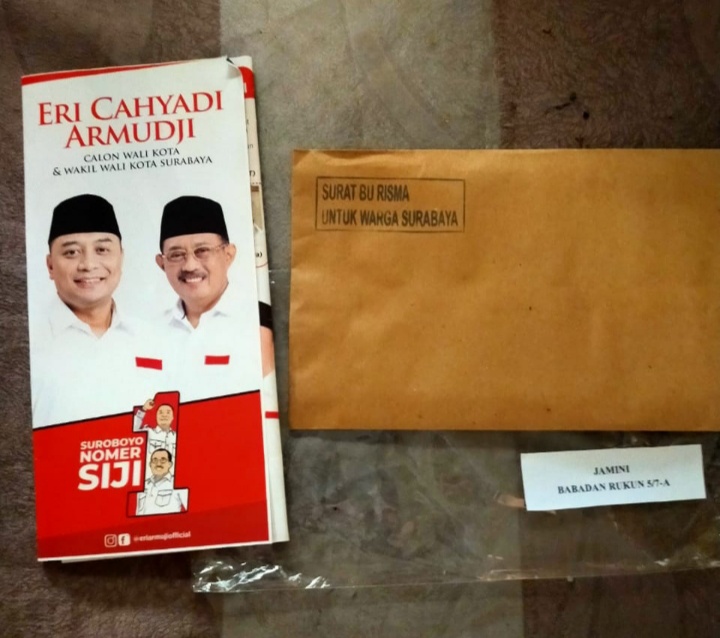 ERI CAHYADI
ARMUDJI
CALON WALI KOTA
& WAKIL WALI KOTA SURABAYA
SUROBOYO
NOMER
SIJI
1
@eriarmujiofficial
SURAT BU RISMA
UNTUK WARGA SURABAYA
JAMINI
BABADAN RUKUN 5/7-A